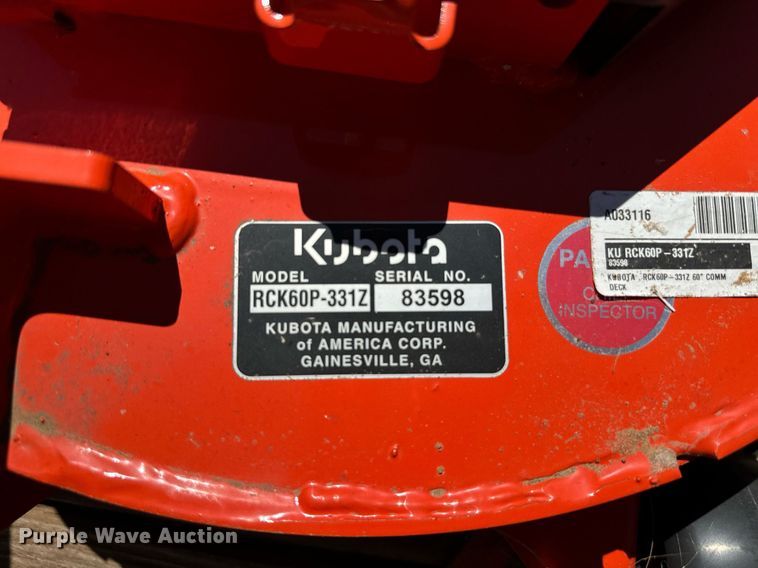 Kubota
MODEL SERIAL NO.
RCK60P-331Z 83598
KUBOTA MANUFACTURING
of AMERICA CORP.
GAINESVILLE, GA
A033116
KU RCK60P-331Z
83598
KUBOTA RCK60P-331Z 60" COMM
DECK
PA
INSPECTOR
Purple Wave Auction